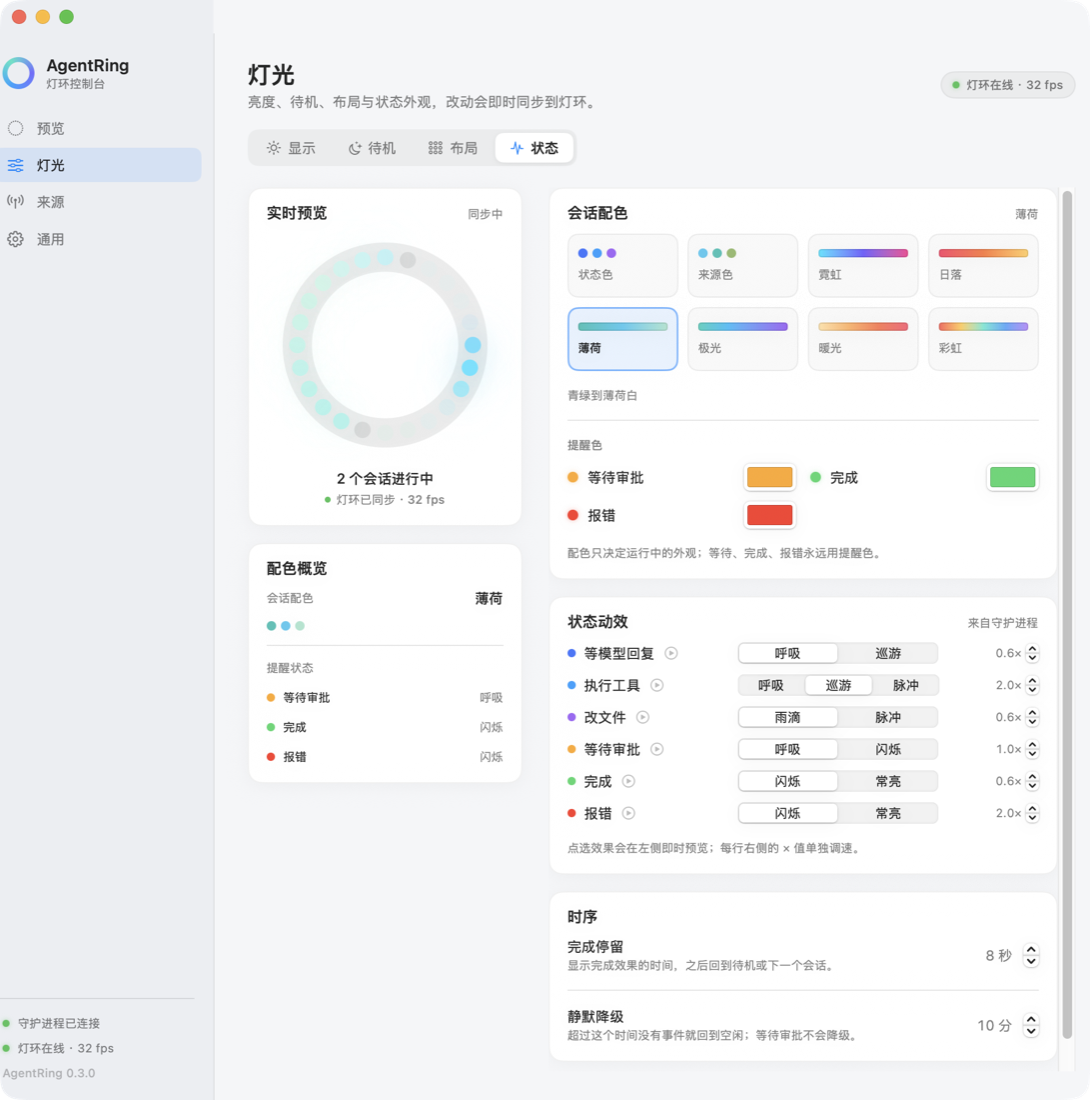 AgentRing
灯环控制台
预览
灯光
来源
通用
守护进程已连接
灯环在线 · 32 fps
AgentRing 0.3.0
灯光
亮度、待机、布局与状态外观，改动会即时同步到灯环。
灯环在线 · 32 fps
显示 待机 布局 状态
实时预览 同步中
2 个会话进行中
灯环已同步 · 32 fps
配色概览
会话配色 薄荷
提醒状态
等待审批 呼吸
完成 闪烁
报错 闪烁
会话配色 薄荷
状态色 来源色 霓虹 日落
薄荷 极光 暖光 彩虹
青绿到薄荷白
提醒色
等待审批 完成
报错
配色只决定运行中的外观；等待、完成、报错永远用提醒色。
状态动效 来自守护进程
等模型回复 呼吸 巡游 0.6×
执行工具 呼吸 巡游 脉冲 2.0×
改文件 雨滴 脉冲 0.6×
等待审批 呼吸 闪烁 1.0×
完成 闪烁 常亮 0.6×
报错 闪烁 常亮 2.0×
点选效果会在左侧即时预览；每行右侧的 × 值单独调速。
时序
完成停留 8 秒
显示完成效果的时间，之后回到待机或下一个会话。
静默降级 10 分
超过这个时间没有事件就回到空闲；等待审批不会降级。